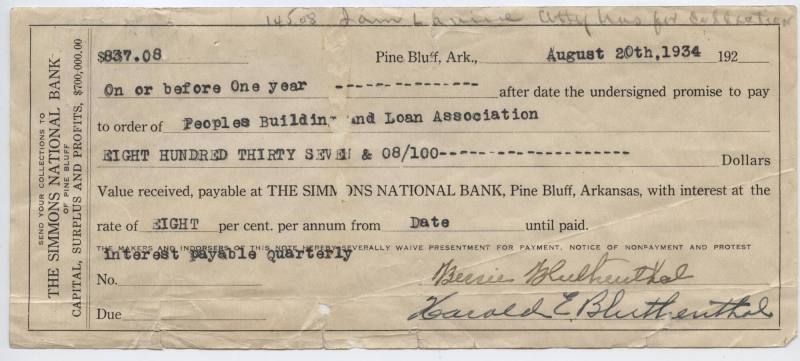 14508 Sam Levine Atty has for Collection
$837.08 Pine Bluff, Ark., August 20th,1934 192
On or before One year -------------- after date the undersigned promise to pay
to order of Peoples Building and Loan Association
EIGHT HUNDRED THIRTY SEVEN & 08/100-------------------- Dollars
Value received, payable at THE SIMMONS NATIONAL BANK, Pine Bluff, Arkansas, with interest at the
rate of EIGHT per cent. per annum from Date until paid.
THE MAKERS AND INDORSERS OF THIS NOTE HEREBY SEVERALLY WAIVE PRESENTMENT FOR PAYMENT, NOTICE OF NONPAYMENT AND PROTEST
interest payable quarterly
No. Bessie Bluthenthal
Due Harold E. Bluthenthal
SEND YOUR COLLECTIONS TO
THE SIMMONS NATIONAL BANK
OF PINE BLUFF
CAPITAL, SURPLUS AND PROFITS, $700,000.00